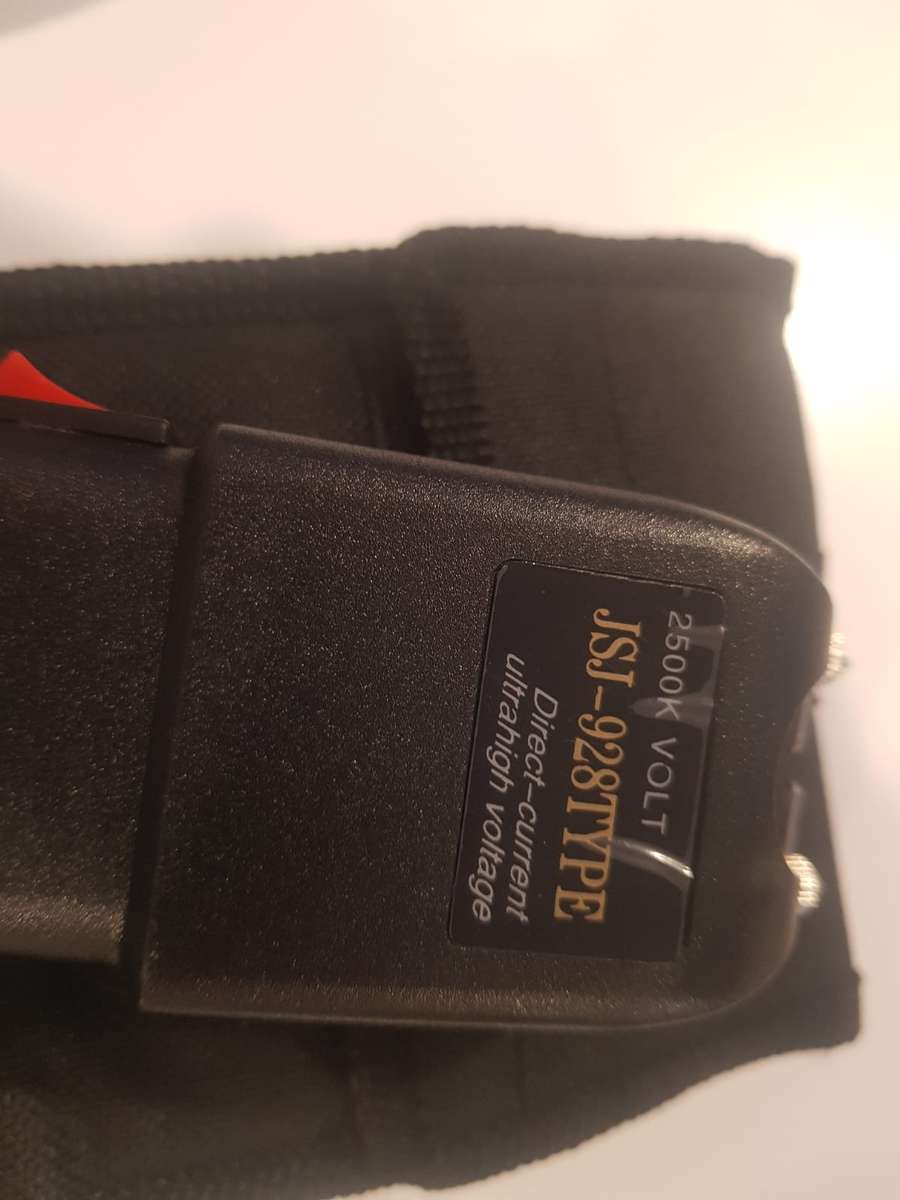 2500K VOLT
JSJ-928TYPE
Direct-current
ultrahigh voltage